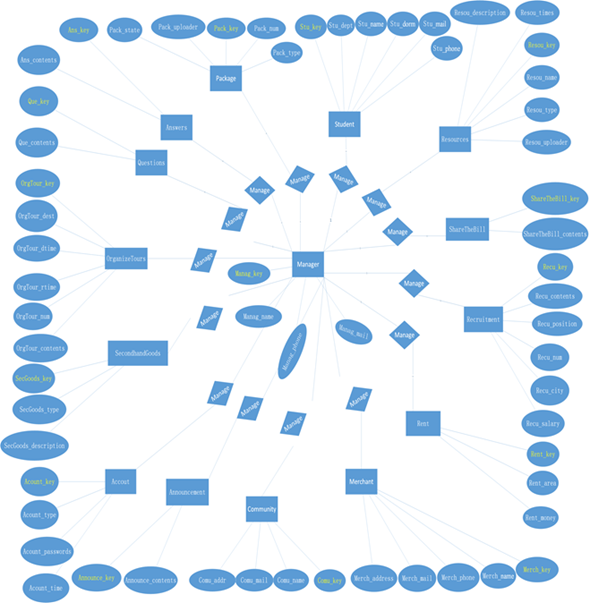 Ans_key
Pack_state
Pack_uploader
Pack_key
Pack_num
Pack_type
Stu_key
Stu_dept
Stu_name
Stu_dorm
Stu_mail
Stu_phone
Resou_description
Resou_times
Resou_key
Resou_name
Resou_type
Resou_uploader
Ans_contents
Que_key
Que_contents
Package
Answers
Questions
Student
Resources
Manage
Manage
Manage
Manage
Manage
Manage
OrgTour_key
OrgTour_dest
OrgTour_dtime
OrgTour_rtime
OrgTour_num
OrgTour_contents
OrganizeTours
Manage
Manager
ShareTheBill
ShareTheBill_key
ShareTheBill_contents
Manag_key
Manag_name
Manag_phone
Manag_mail
Manage
Recruitment
Recu_key
Recu_contents
Recu_position
Recu_num
Recu_city
Recu_salary
Manage
Manage
SecondhandGoods
SecGoods_key
SecGoods_type
SecGoods_description
Manage
Manage
Manage
Manage
Rent
Rent_key
Rent_area
Rent_money
Accout
Acount_key
Acount_type
Acount_passwords
Acount_time
Announcement
Announce_key
Announce_contents
Community
Comu_addr
Comu_mail
Comu_name
Comu_key
Merchant
Merch_address
Merch_mail
Merch_phone
Merch_name
Merch_key